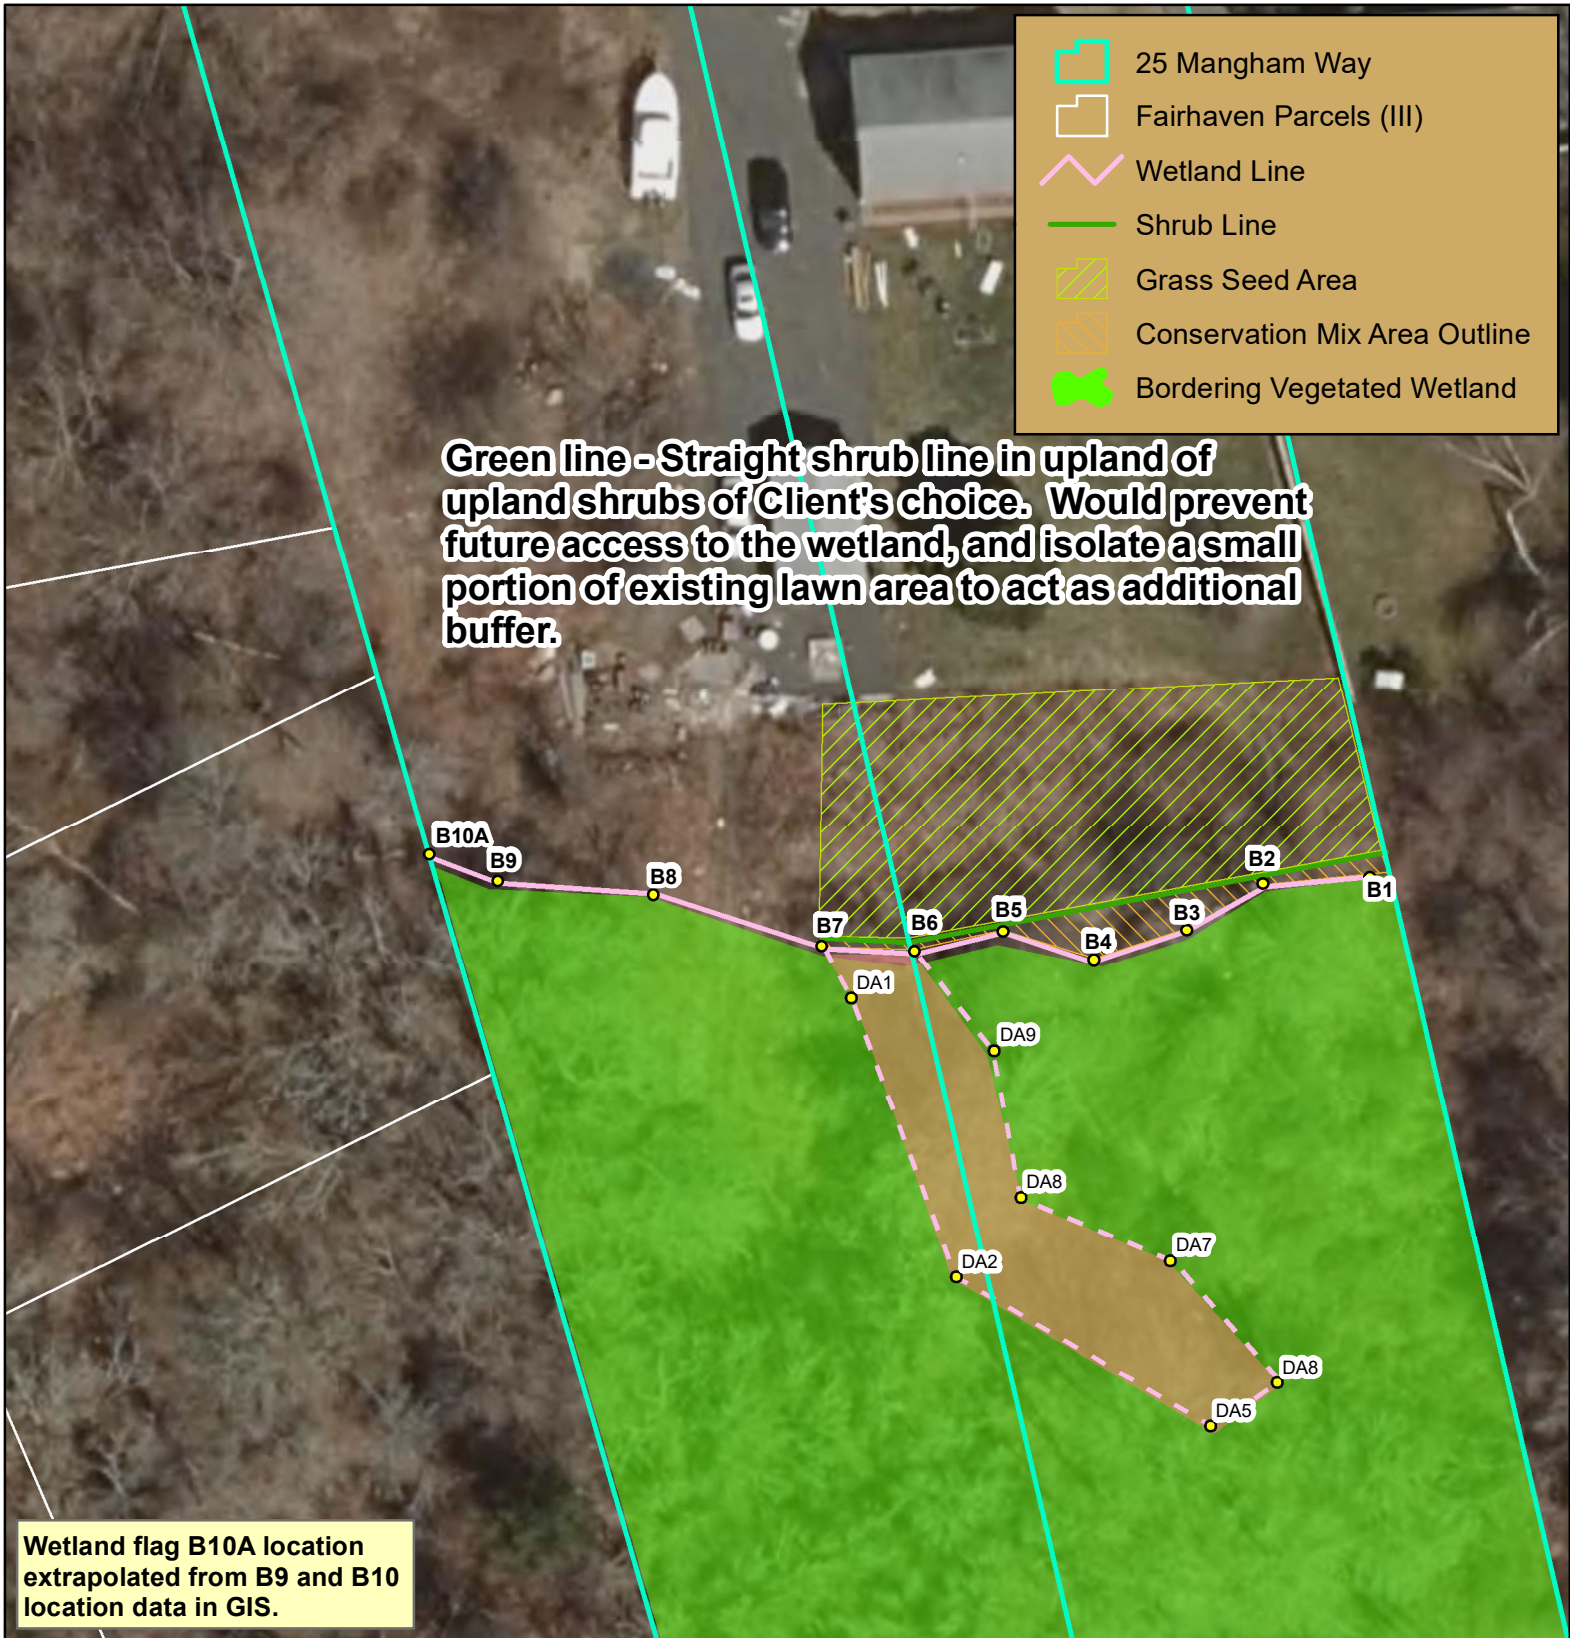 25 Mangham Way
Fairhaven Parcels (III)
Wetland Line
Shrub Line
Grass Seed Area
Conservation Mix Area Outline
Bordering Vegetated Wetland
Green line - Straight shrub line in upland of
upland shrubs of Client's choice. Would prevent
future access to the wetland, and isolate a small
portion of existing lawn area to act as additional
buffer.
B10A
B9
B8
B7
B6
B5
B4
B3
B2
B1
DA1
DA9
DA8
DA7
DA2
DA8
DA5
Wetland flag B10A location
extrapolated from B9 and B10
location data in GIS.